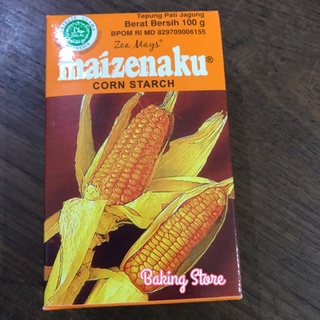 Tepung Pati Jagung
Berat Bersih 100 g
BPOM RI MD 829709006155
Zea Mays®
maizenaku®
CORN STARCH
Baking Store